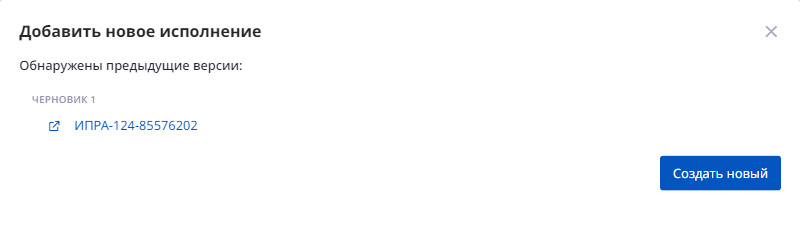 Добавить новое исполнение
Обнаружены предыдущие версии:
ЧЕРНОВИК 1
ИПРА-124-85576202
Создать новый